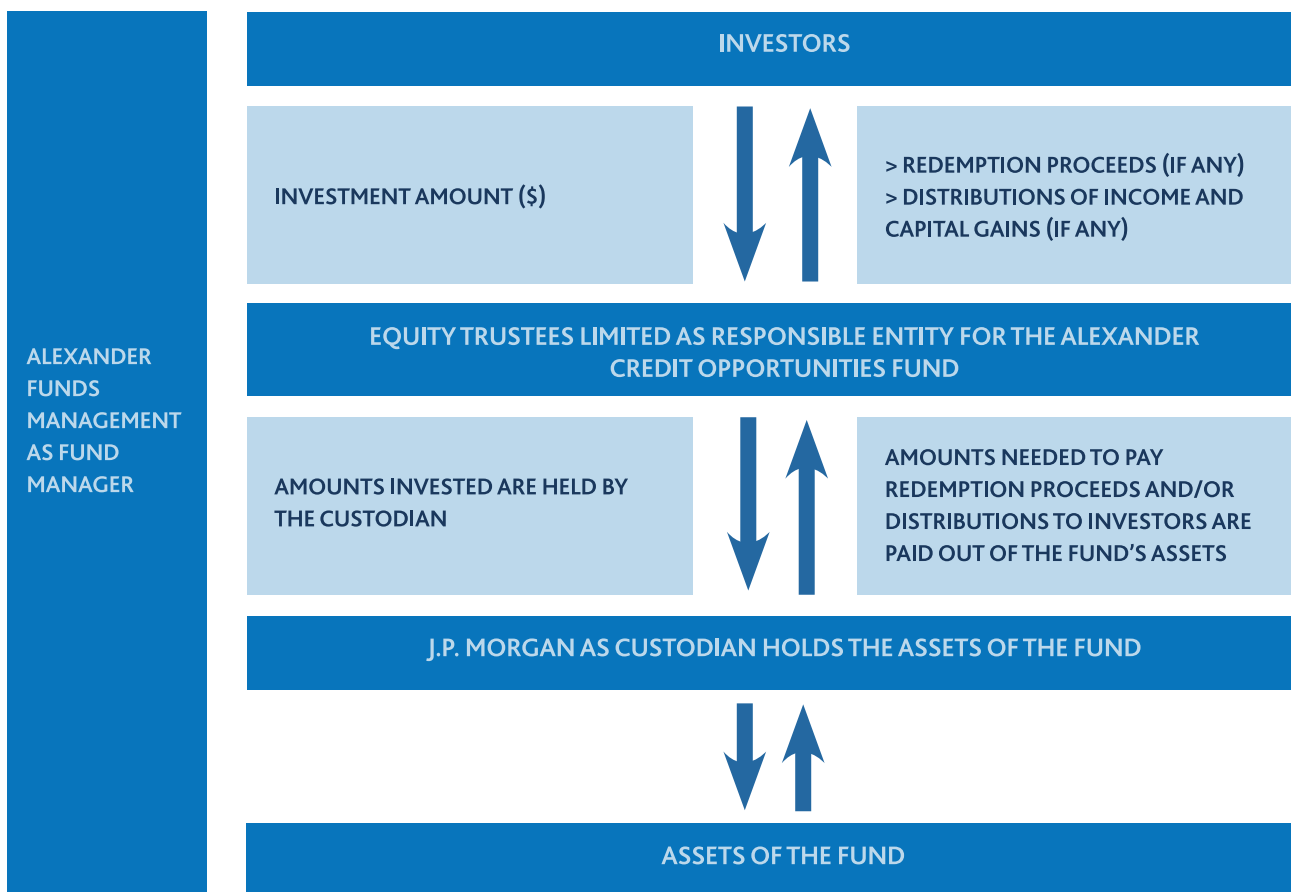 INVESTORS
INVESTMENT AMOUNT ($)
> REDEMPTION PROCEEDS (IF ANY)
> DISTRIBUTIONS OF INCOME AND
CAPITAL GAINS (IF ANY)
EQUITY TRUSTEES LIMITED AS RESPONSIBLE ENTITY FOR THE ALEXANDER
CREDIT OPPORTUNITIES FUND
ALEXANDER
FUNDS
MANAGEMENT
AS FUND
MANAGER
AMOUNTS INVESTED ARE HELD BY
THE CUSTODIAN
AMOUNTS NEEDED TO PAY
REDEMPTION PROCEEDS AND/OR
DISTRIBUTIONS TO INVESTORS ARE
PAID OUT OF THE FUND'S ASSETS
J.P. MORGAN AS CUSTODIAN HOLDS THE ASSETS OF THE FUND
ASSETS OF THE FUND